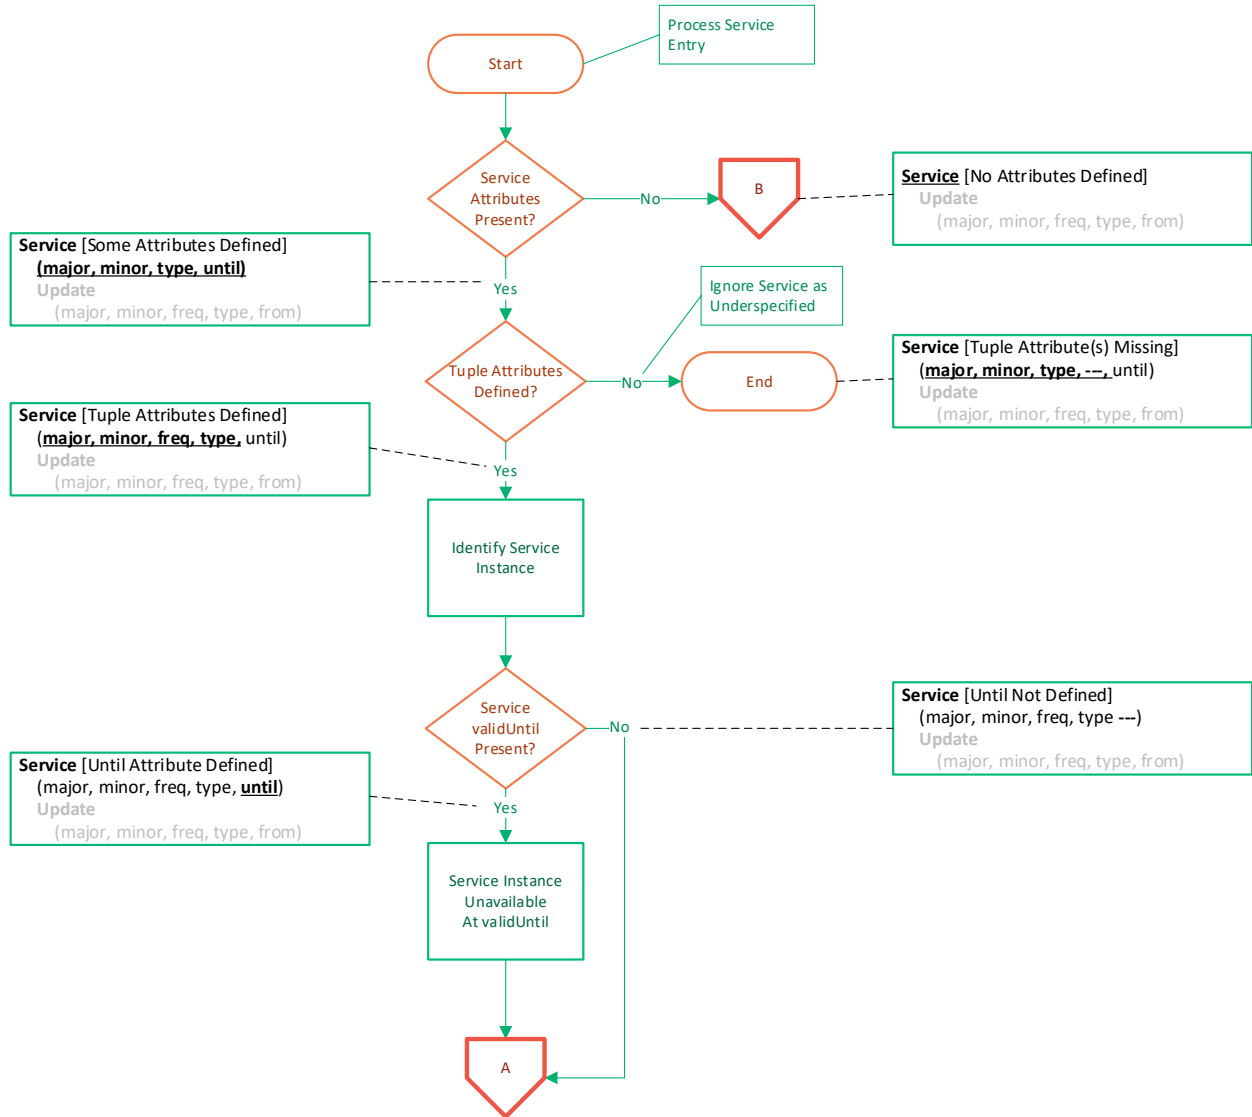 Process Service
Entry
Start
Service
Attributes
Present?
No
B
Service [No Attributes Defined]
Update
(major, minor, freq, type, from)
Service [Some Attributes Defined]
(major, minor, type, until)
Update
(major, minor, freq, type, from)
Yes
Ignore Service as
Underspecified
Tuple Attributes
Defined?
No
End
Service [Tuple Attribute(s) Missing]
(major, minor, type, ---, until)
Update
(major, minor, freq, type, from)
Service [Tuple Attributes Defined]
(major, minor, freq, type, until)
Update
(major, minor, freq, type, from)
Yes
Identify Service
Instance
Service
validUntil
Present?
No
Service [Until Not Defined]
(major, minor, freq, type ---)
Update
(major, minor, freq, type, from)
Service [Until Attribute Defined]
(major, minor, freq, type, until)
Update
(major, minor, freq, type, from)
Yes
Service Instance
Unavailable
At validUntil
A